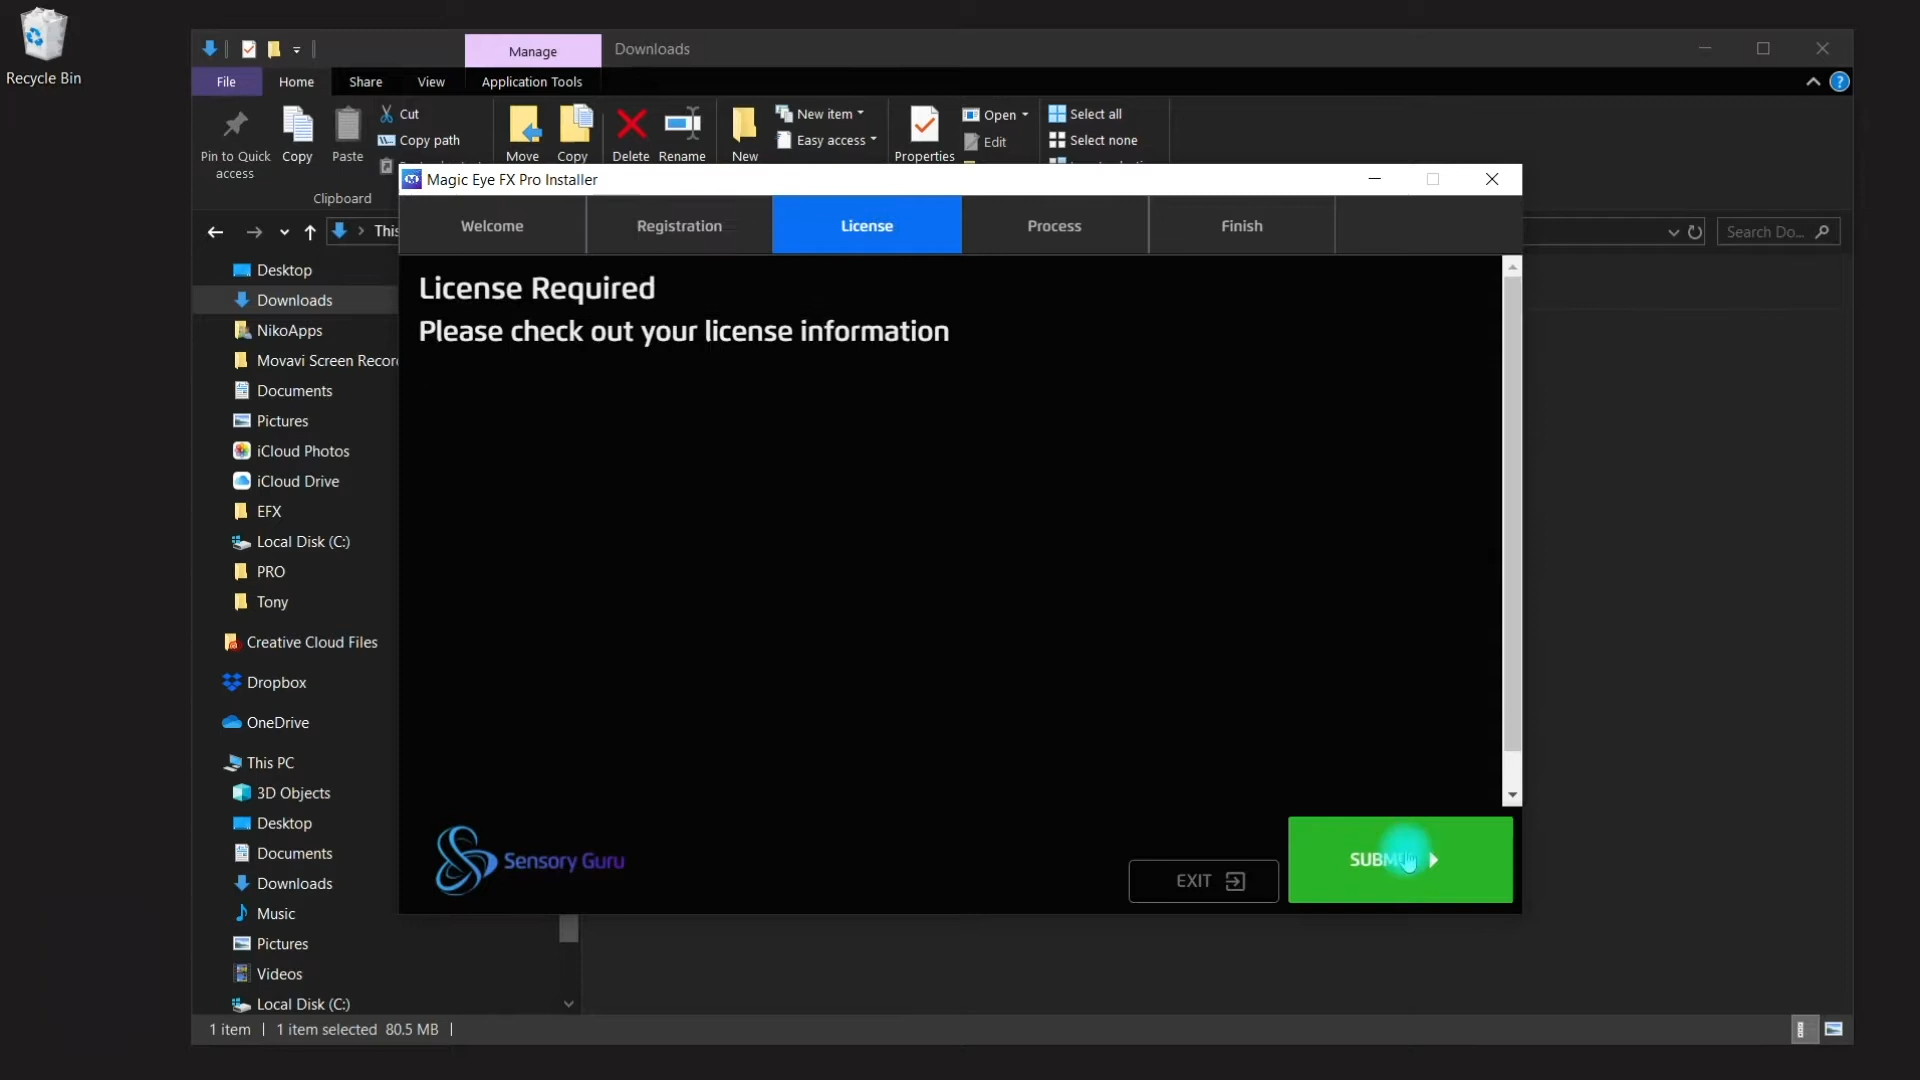 Recycle Bin
Manage
Downloads
File
Home
Share
View
Application Tools
Pin to Quick access
Copy
Paste
Cut
Copy path
Move
Copy
Delete
Rename
New
New item
Easy access
Properties
Open
Edit
Select all
Select none
Clipboard
This
Search Do...
Desktop
Downloads
NikoApps
Movavi Screen Recor
Documents
Pictures
iCloud Photos
iCloud Drive
EFX
Local Disk (C:)
PRO
Tony
Creative Cloud Files
Dropbox
OneDrive
This PC
3D Objects
Desktop
Documents
Downloads
Music
Pictures
Videos
Local Disk (C:)
1 item
1 item selected 80.5 MB
Magic Eye FX Pro Installer
Welcome
Registration
License
Process
Finish
License Required
Please check out your license information
Sensory Guru
EXIT